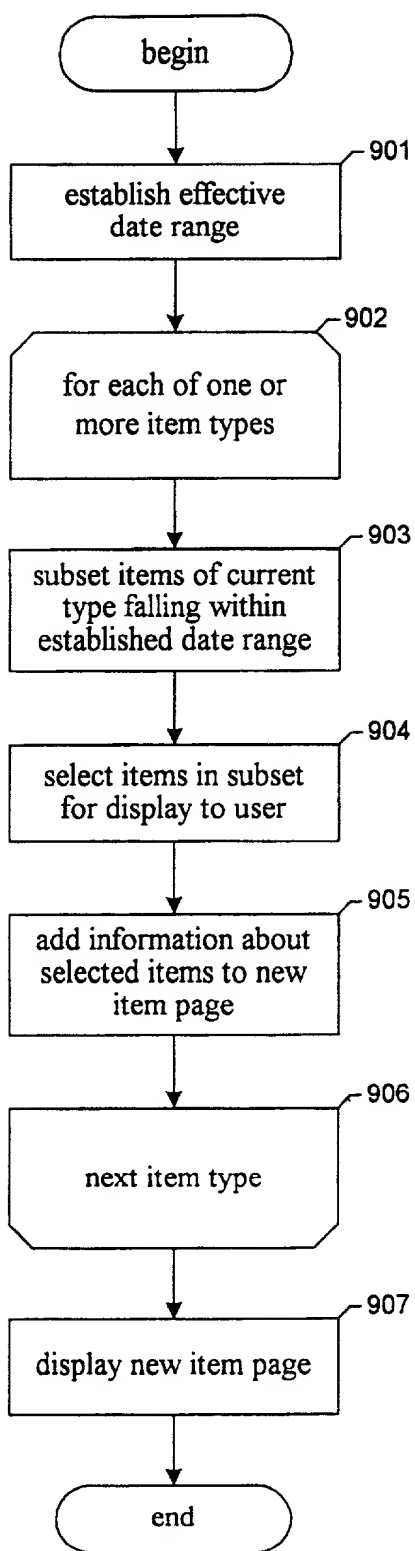 begin
901
establish effective
date range
902
for each of one or
more item types
903
subset items of current
type falling within
established date range
904
select items in subset
for display to user
905
add information about
selected items to new
item page
906
next item type
907
display new item page
end